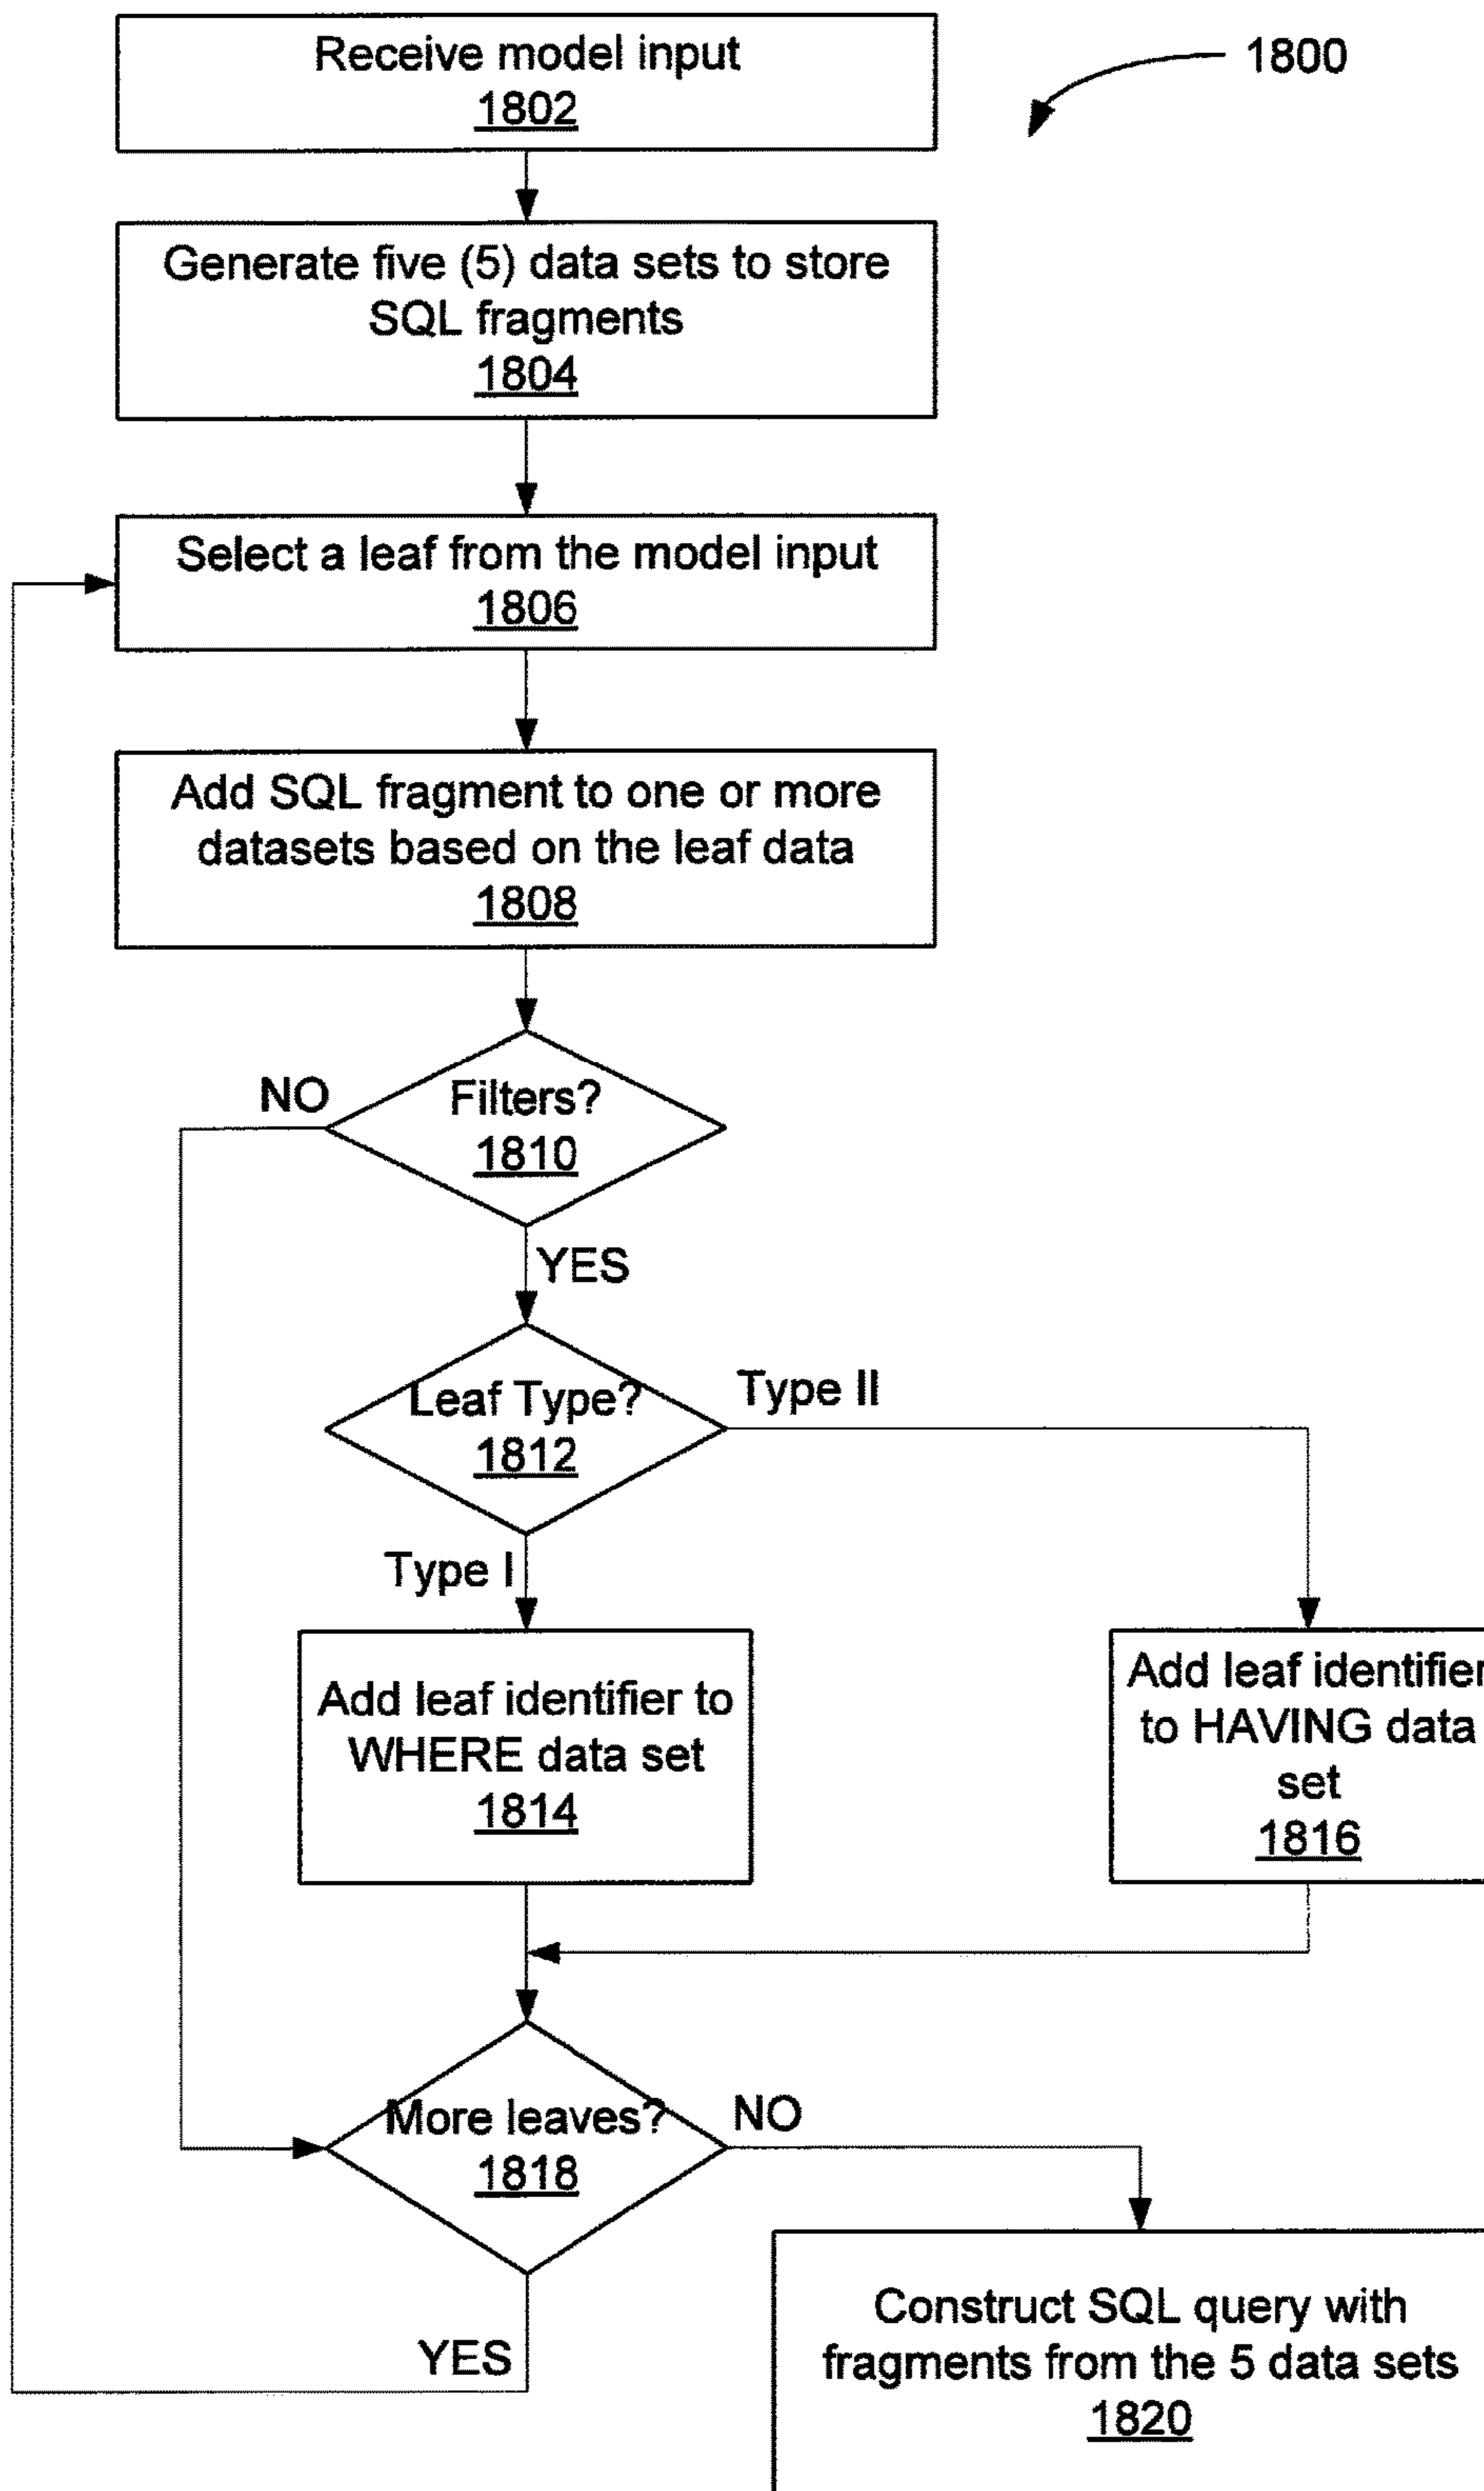 Receive model input
1802
1800
Generate five (5) data sets to store
SQL fragments
1804
Select a leaf from the model input
1806
Add SQL fragment to one or more
datasets based on the leaf data
1808
NO
Filters?
1810
YES
Leaf Type?
1812
Type II
Type I
Add leaf identifier to
WHERE data set
1814
Add leaf identifier
to HAVING data
set
1816
More leaves?
1818
NO
YES
Construct SQL query with
fragments from the 5 data sets
1820